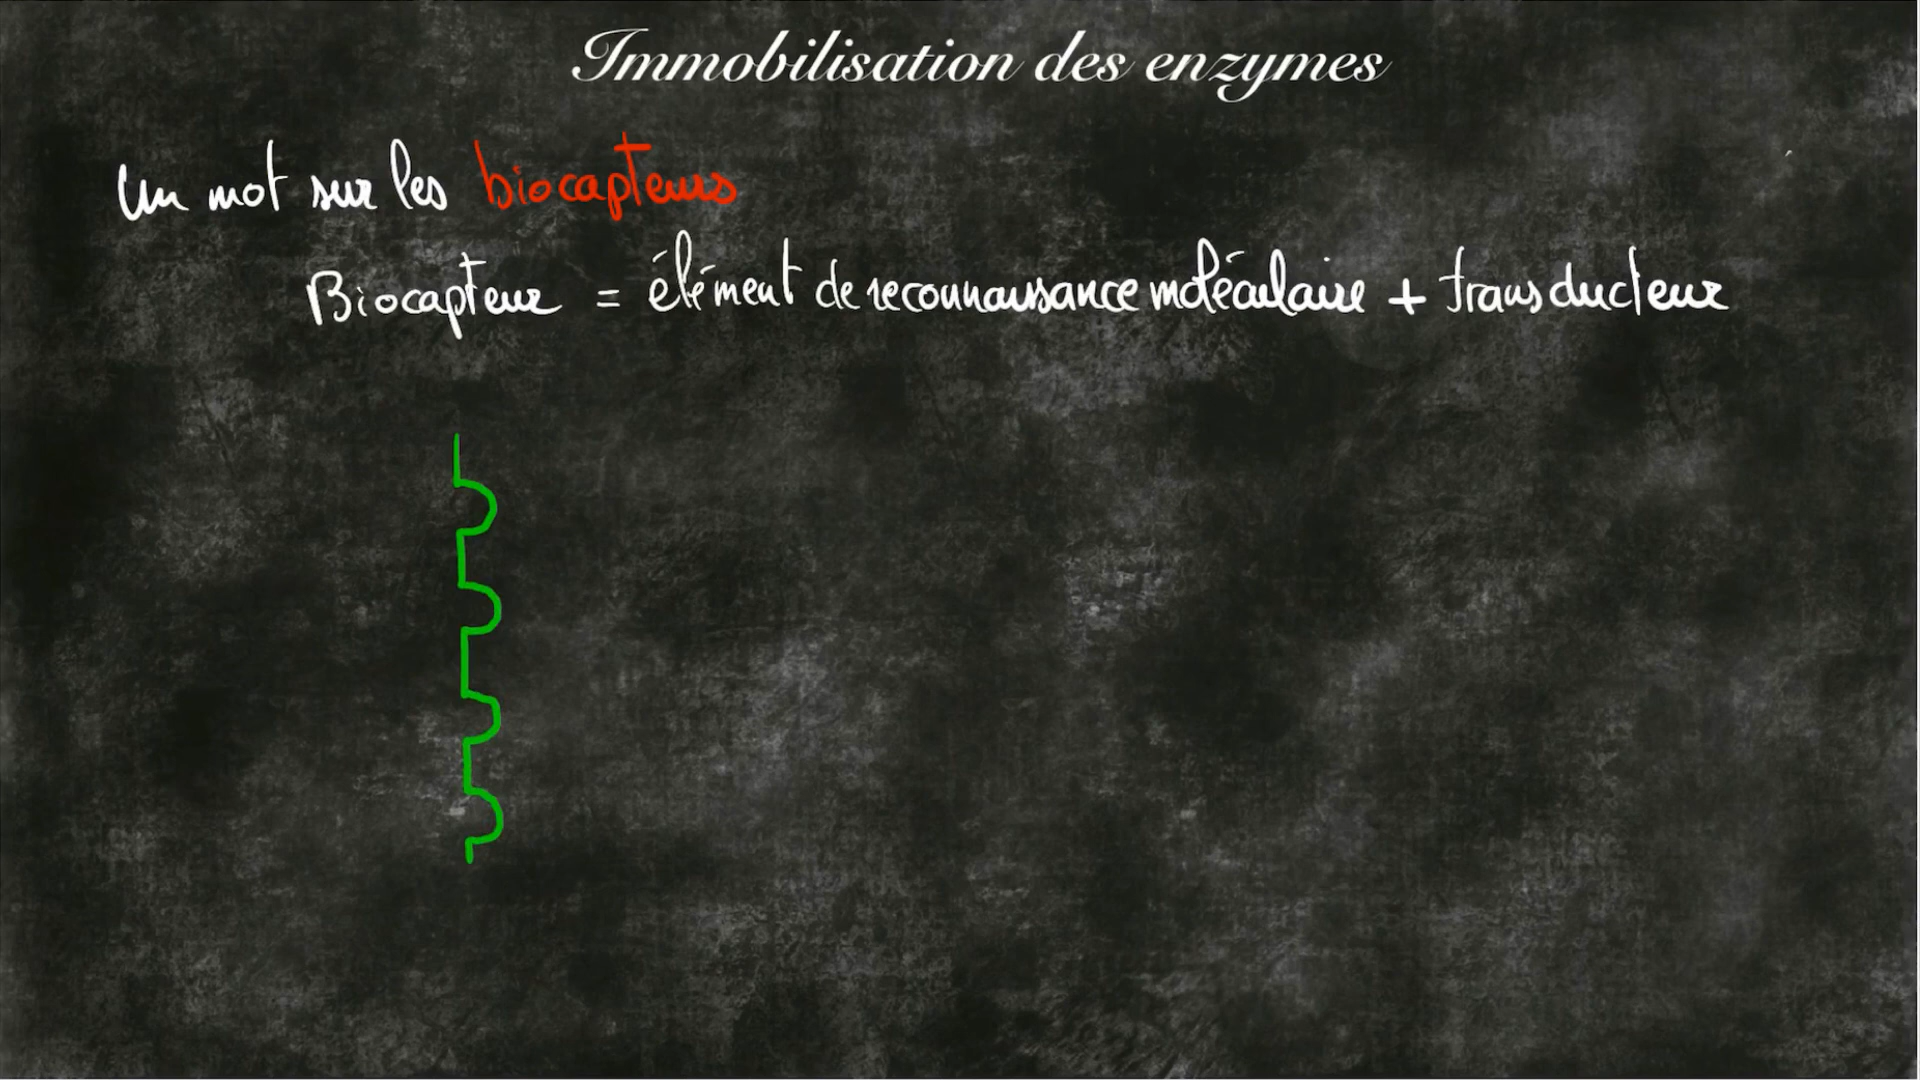 Immobilisation des enzymes
Un mot sur les biocapteurs
Biocapteur = élément de reconnaissance moléculaire + transducteur